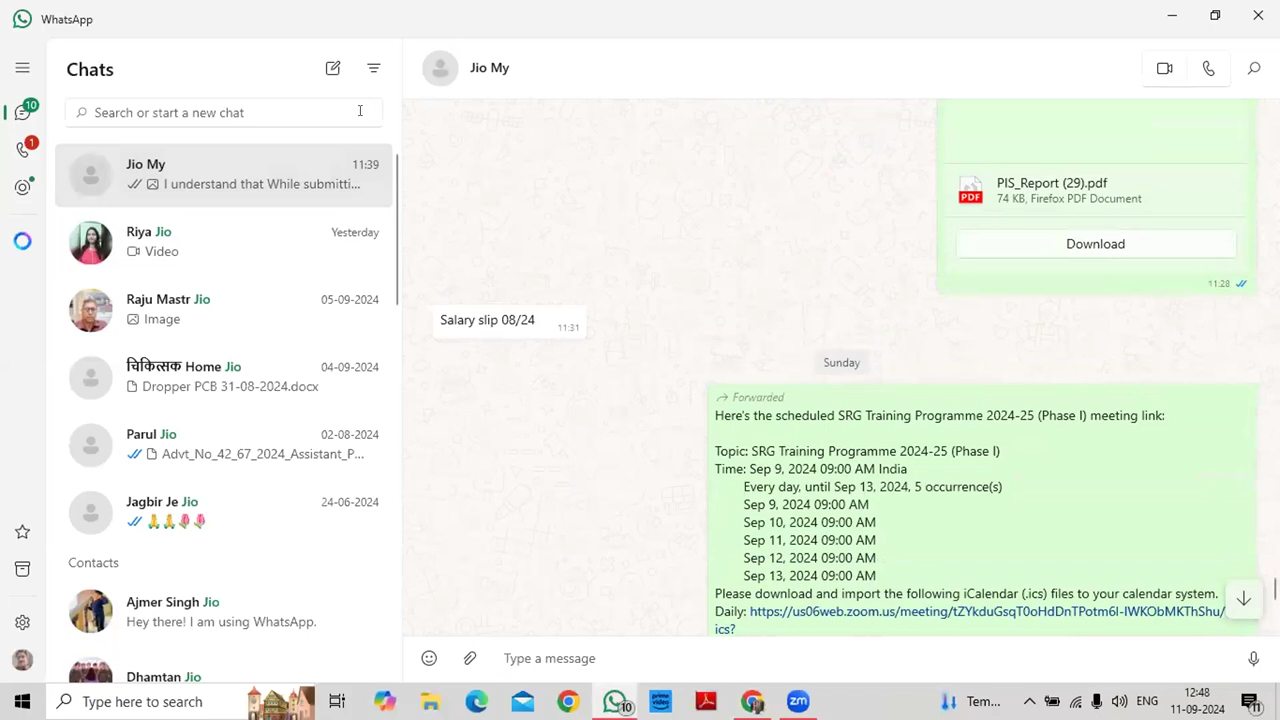 WhatsApp
Chats
Search or start a new chat
10
1
Jio My
11:39
I understand that While submitti...
Riya Jio
Yesterday
Video
Raju Mastr Jio
05-09-2024
Image
चिकित्सक Home Jio
04-09-2024
Dropper PCB 31-08-2024.docx
Parul Jio
02-08-2024
Advt_No_42_67_2024_Assistant_P...
Jagbir Je Jio
24-06-2024
🙏🙏🌷🌷
Contacts
Ajmer Singh Jio
Hey there! I am using WhatsApp.
Dhamtan Jio
Jio My
PDF
PIS_Report (29).pdf
74 KB, Firefox PDF Document
Download
11:28
Salary slip 08/24
11:31
Sunday
Forwarded
Here's the scheduled SRG Training Programme 2024-25 (Phase I) meeting link:
Topic: SRG Training Programme 2024-25 (Phase I)
Time: Sep 9, 2024 09:00 AM India
Every day, until Sep 13, 2024, 5 occurrence(s)
Sep 9, 2024 09:00 AM
Sep 10, 2024 09:00 AM
Sep 11, 2024 09:00 AM
Sep 12, 2024 09:00 AM
Sep 13, 2024 09:00 AM
Please download and import the following iCalendar (.ics) files to your calendar system.
Daily: https://us06web.zoom.us/meeting/tZYkduGsqT0oHdDnTPotm6l-IWKObMKThShu/
ics?
Type a message
Type here to search
10
zm
Tem...
ENG
12:48
11-09-2024
11